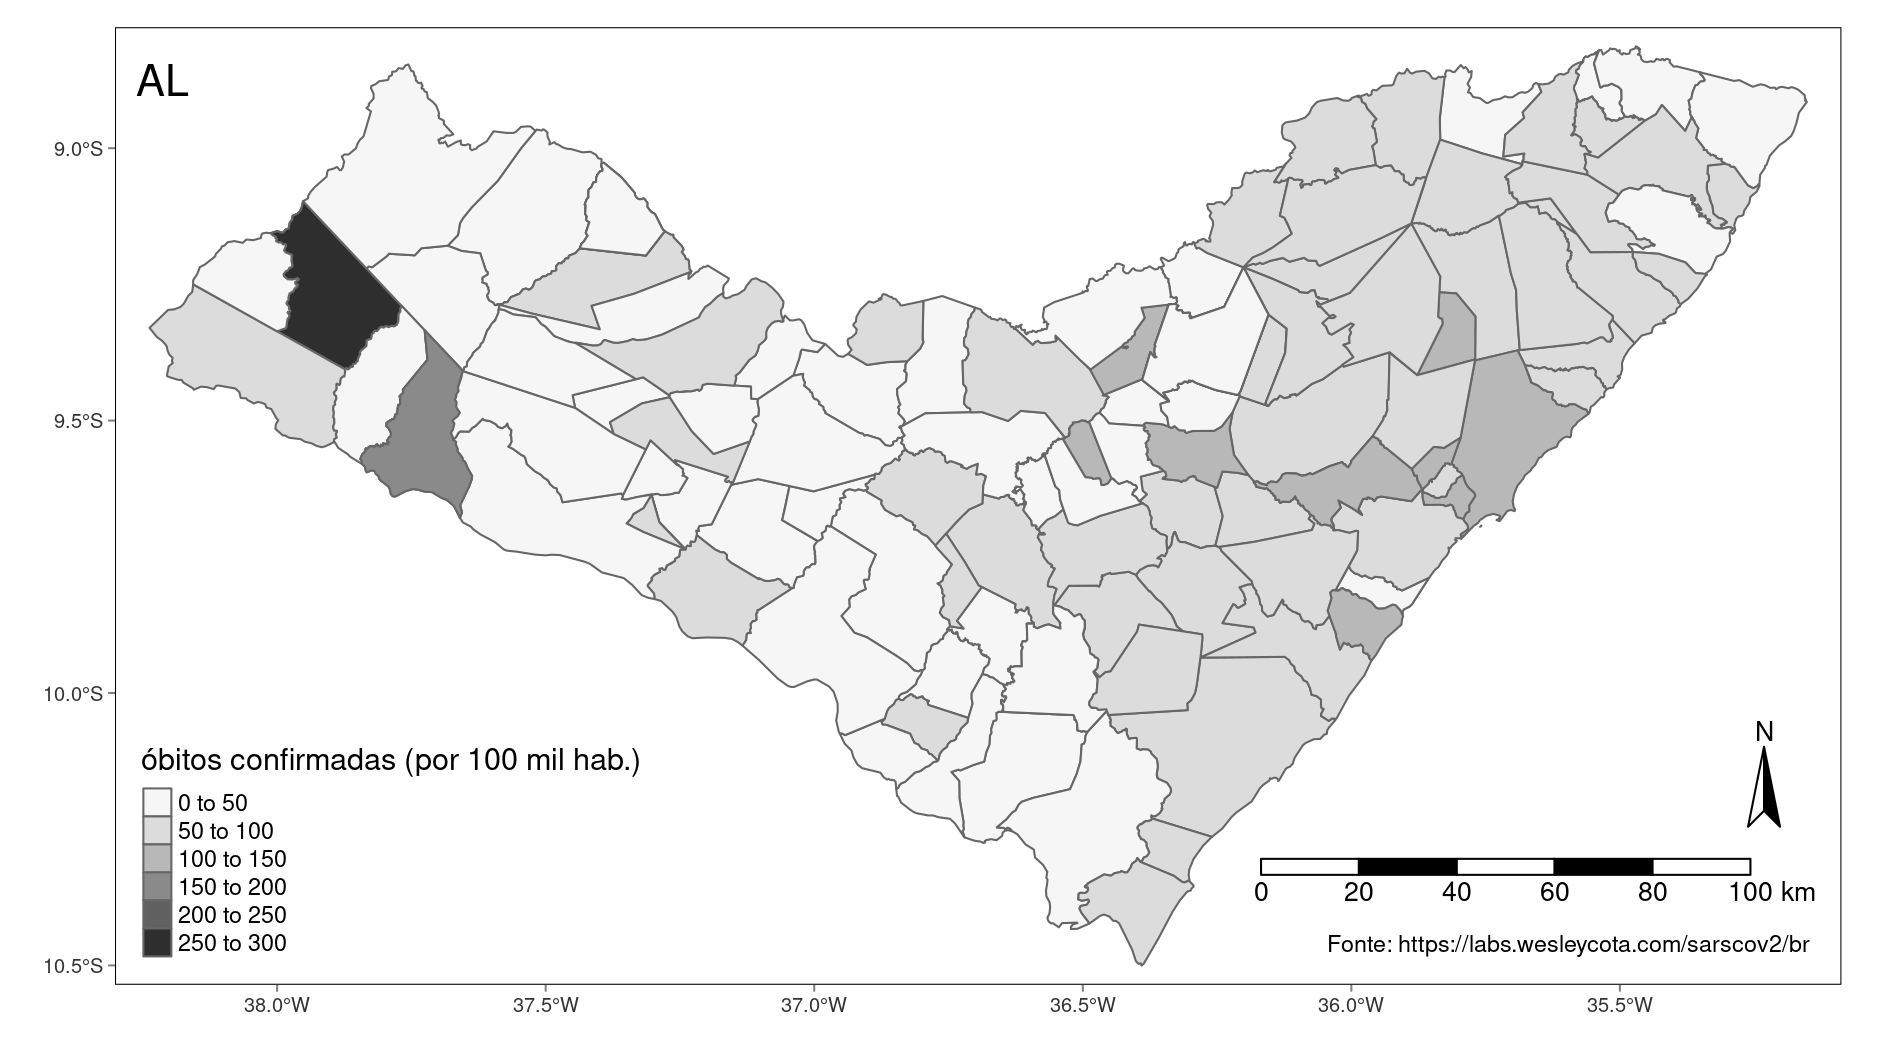 AL
9.0°S
9.5°S
10.0°S
10.5°S
óbitos confirmadas (por 100 mil hab.)
0 to 50
50 to 100
100 to 150
150 to 200
200 to 250
250 to 300
N
0 20 40 60 80 100 km
Fonte: https://labs.wesleycota.com/sarscov2/br
38.0°W 37.5°W 37.0°W 36.5°W 36.0°W 35.5°W